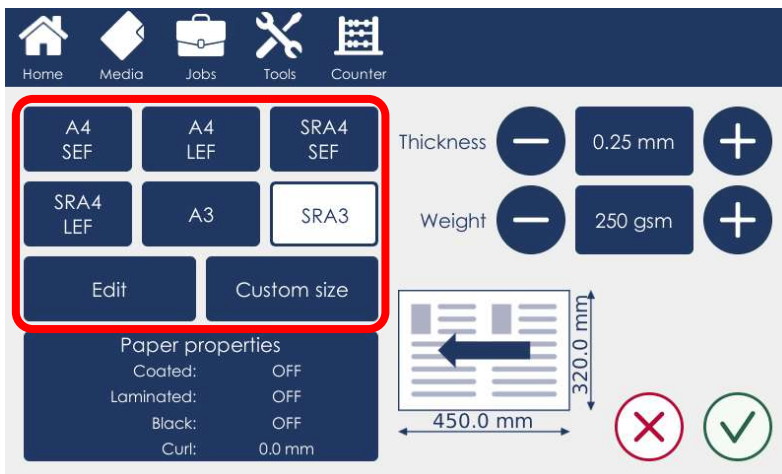 Home
Media
Jobs
Tools
Counter
A4
SEF
A4
LEF
SRA4
SEF
SRA4
LEF
A3
SRA3
Edit
Custom size
Thickness
0.25 mm
Weight
250 gsm
Paper properties
Coated: OFF
Laminated: OFF
Black: OFF
Curl: 0.0 mm
320.0 mm
450.0 mm